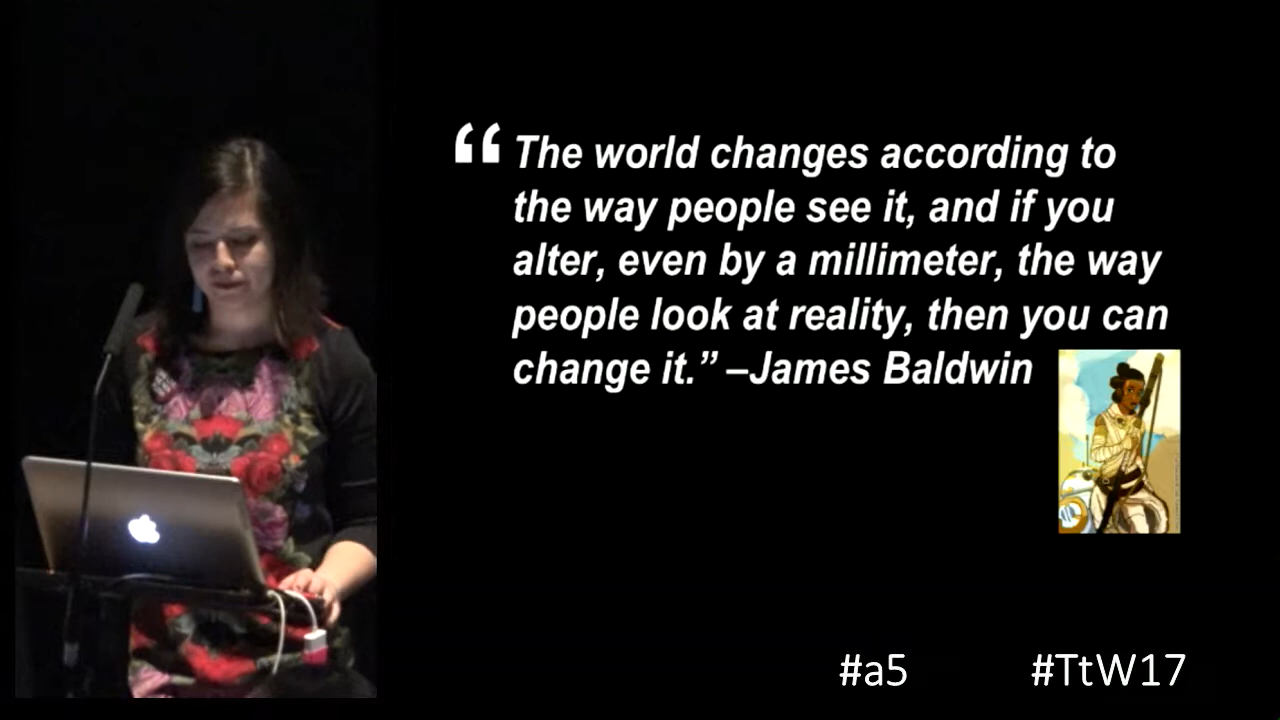 “ The world changes according to
the way people see it, and if you
alter, even by a millimeter, the way
people look at reality, then you can
change it.” –James Baldwin
#a5 #TtW17